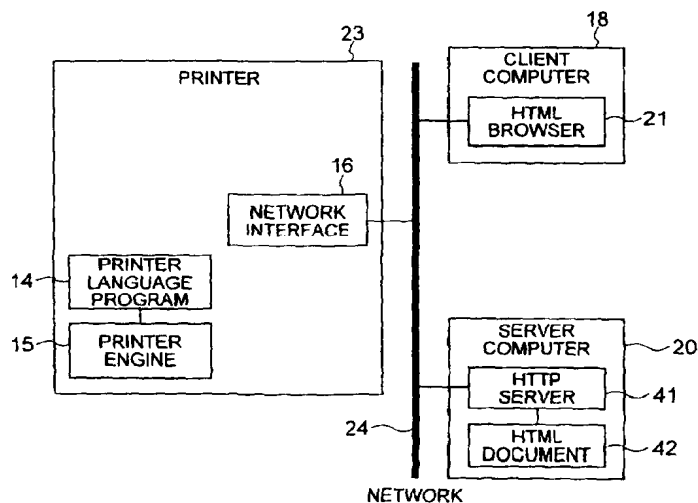 23
PRINTER
18
CLIENT
COMPUTER
HTML
BROWSER
21
16
NETWORK
INTERFACE
14
PRINTER
LANGUAGE
PROGRAM
15
PRINTER
ENGINE
SERVER
COMPUTER
20
HTTP
SERVER
41
24
HTML
DOCUMENT
42
NETWORK